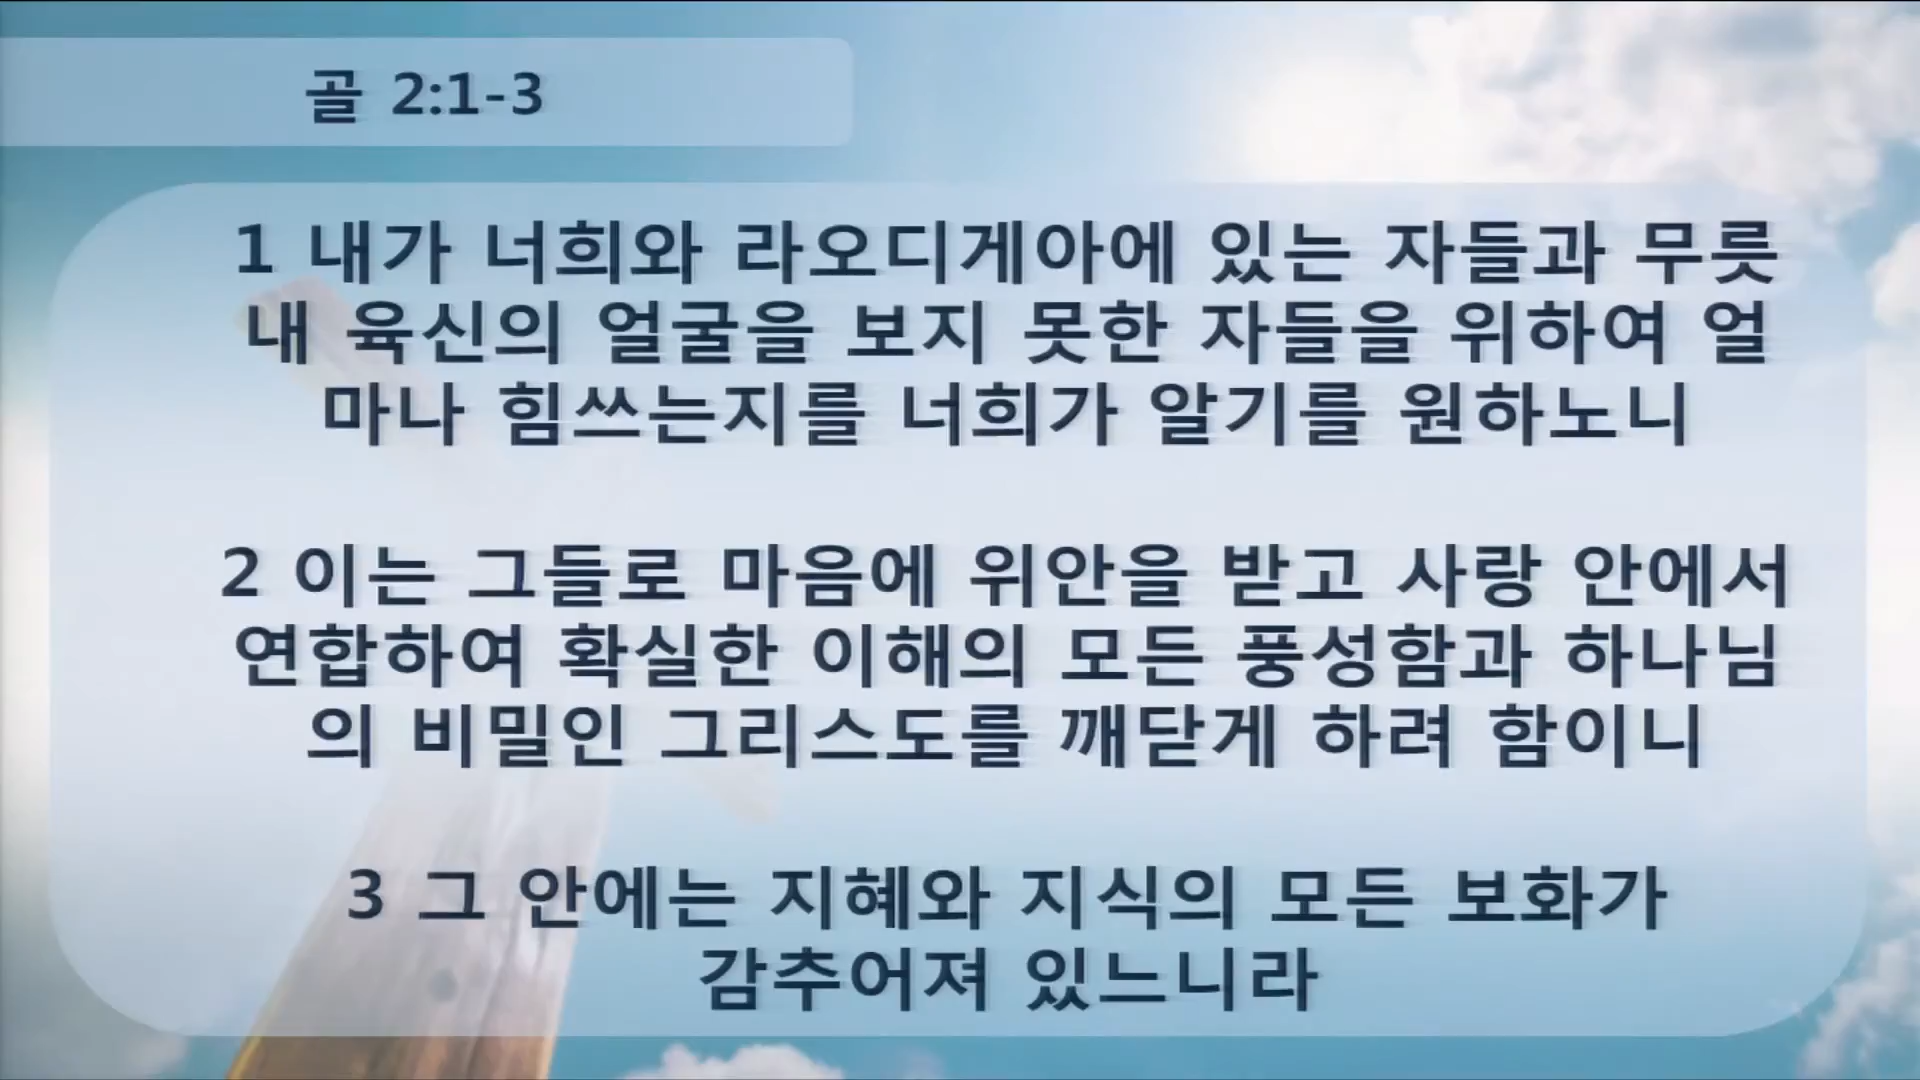 골 2:1-3
1 내가 너희와 라오디게아에 있는 자들과 무릇
내 육신의 얼굴을 보지 못한 자들을 위하여 얼
마나 힘쓰는지를 너희가 알기를 원하노니
2 이는 그들로 마음에 위안을 받고 사랑 안에서
연합하여 확실한 이해의 모든 풍성함과 하나님
의 비밀인 그리스도를 깨닫게 하려 함이니
3 그 안에는 지혜와 지식의 모든 보화가
감추어져 있느니라